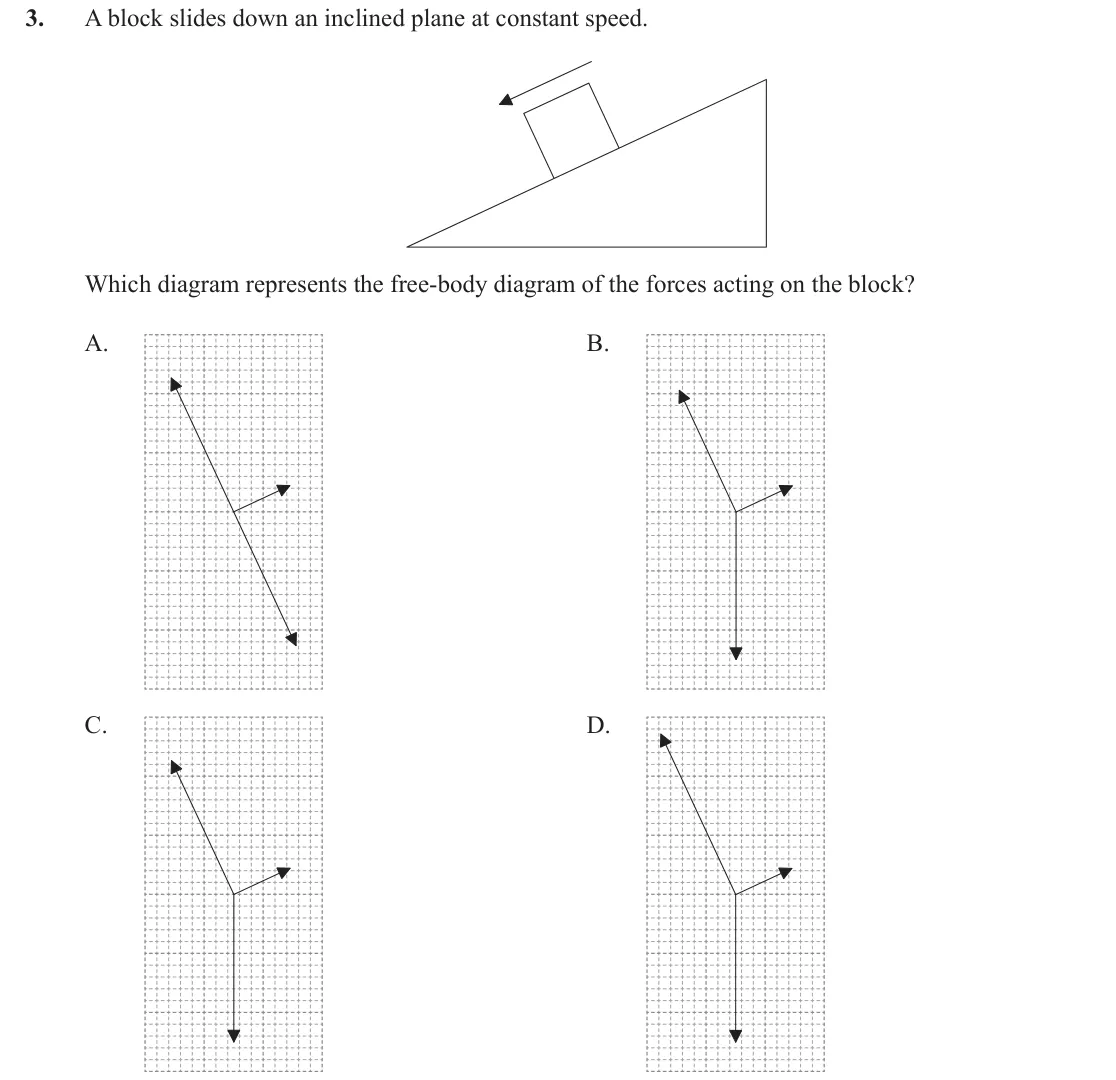 3. A block slides down an inclined plane at constant speed.
Which diagram represents the free-body diagram of the forces acting on the block?
A. B.
C. D.